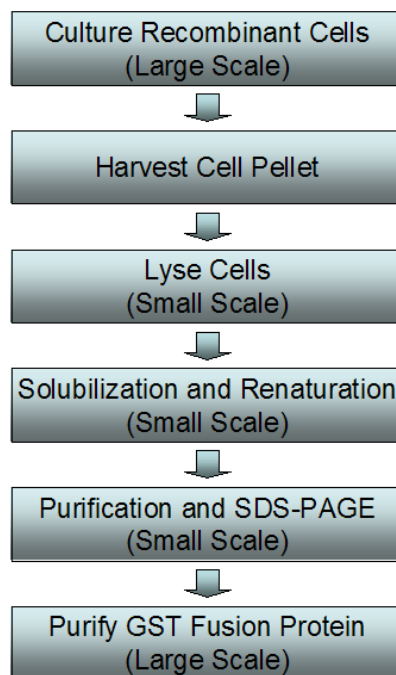 Culture Recombinant Cells
(Large Scale)
Harvest Cell Pellet
Lyse Cells
(Small Scale)
Solubilization and Renaturation
(Small Scale)
Purification and SDS-PAGE
(Small Scale)
Purify GST Fusion Protein
(Large Scale)